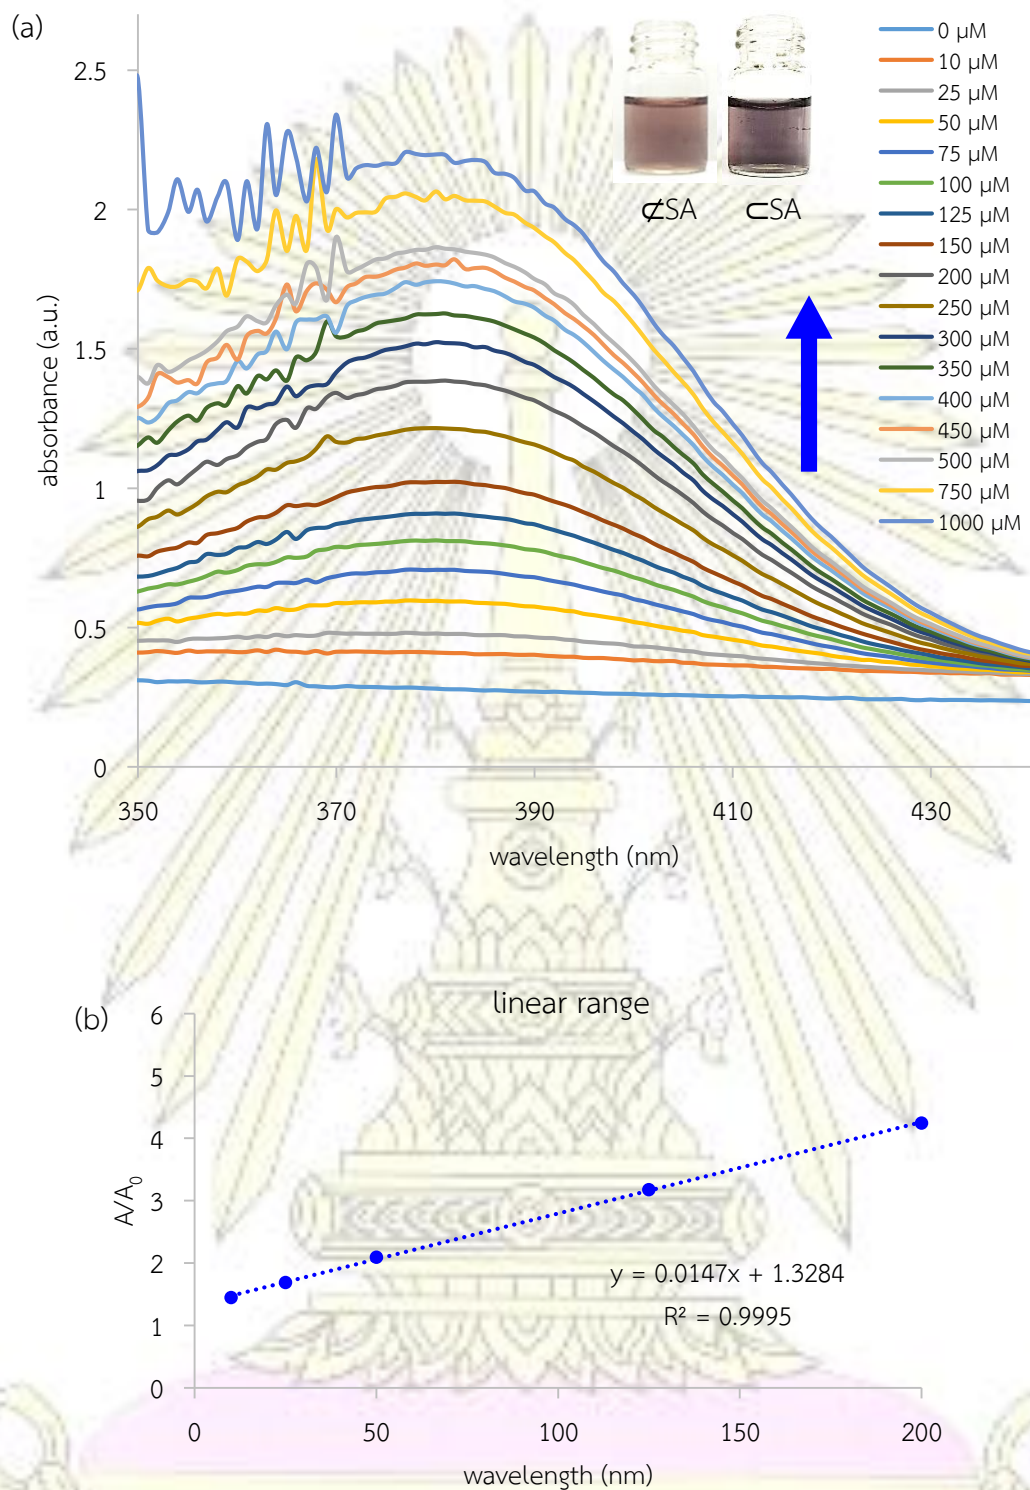 (a)
absorbance (a.u.)
2.5
2
1.5
1
0.5
0
350 370 390 410 430
wavelength (nm)
⊄SA ⊂SA
0 µM
10 µM
25 µM
50 µM
75 µM
100 µM
125 µM
150 µM
200 µM
250 µM
300 µM
350 µM
400 µM
450 µM
500 µM
750 µM
1000 µM
(b)
linear range
A/A₀
6
5
4
3
2
1
0
y = 0.0147x + 1.3284
R² = 0.9995
0 50 100 150 200
wavelength (nm)